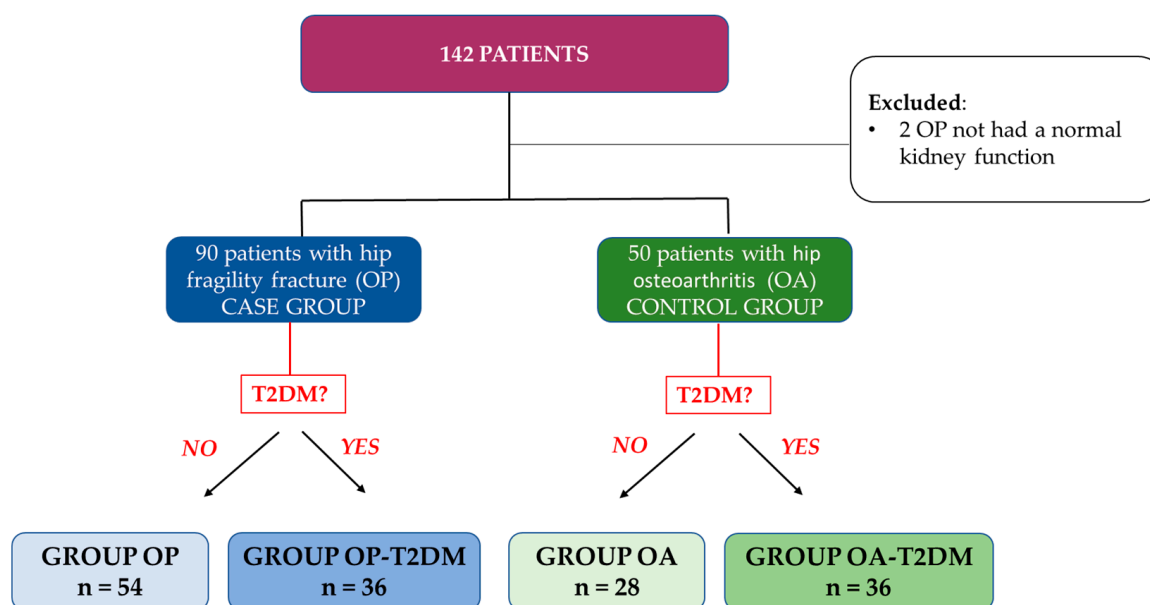 142 PATIENTS
Excluded:
• 2 OP not had a normal
kidney function
90 patients with hip
fragility fracture (OP)
CASE GROUP
50 patients with hip
osteoarthritis (OA)
CONTROL GROUP
T2DM?
T2DM?
NO
YES
NO
YES
GROUP OP
n = 54
GROUP OP-T2DM
n = 36
GROUP OA
n = 28
GROUP OA-T2DM
n = 36